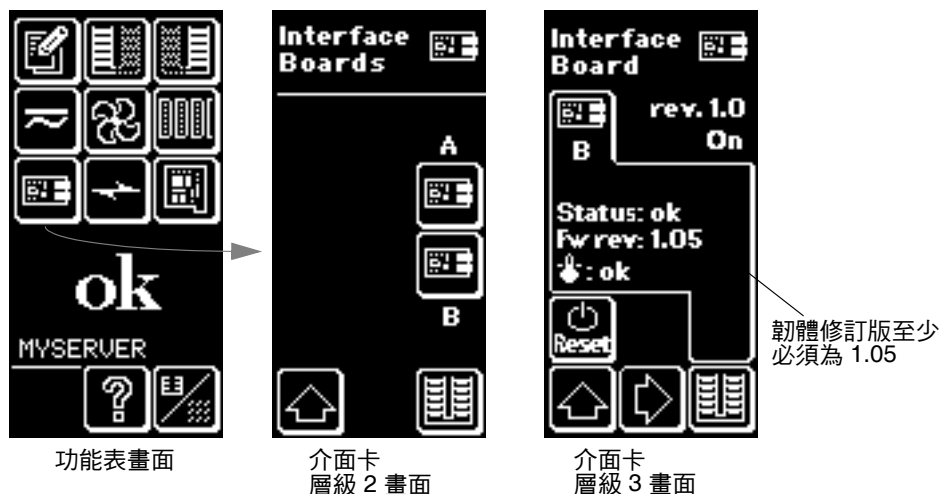 ok
MYSERVER
?
功能表畫面
Interface
Boards
A
B
介面卡
層級 2 畫面
Interface
Board
rev. 1.0
On
B
Status: ok
Fw rev: 1.05
: ok
Reset
介面卡
層級 3 畫面
韌體修訂版至少
必須為 1.05